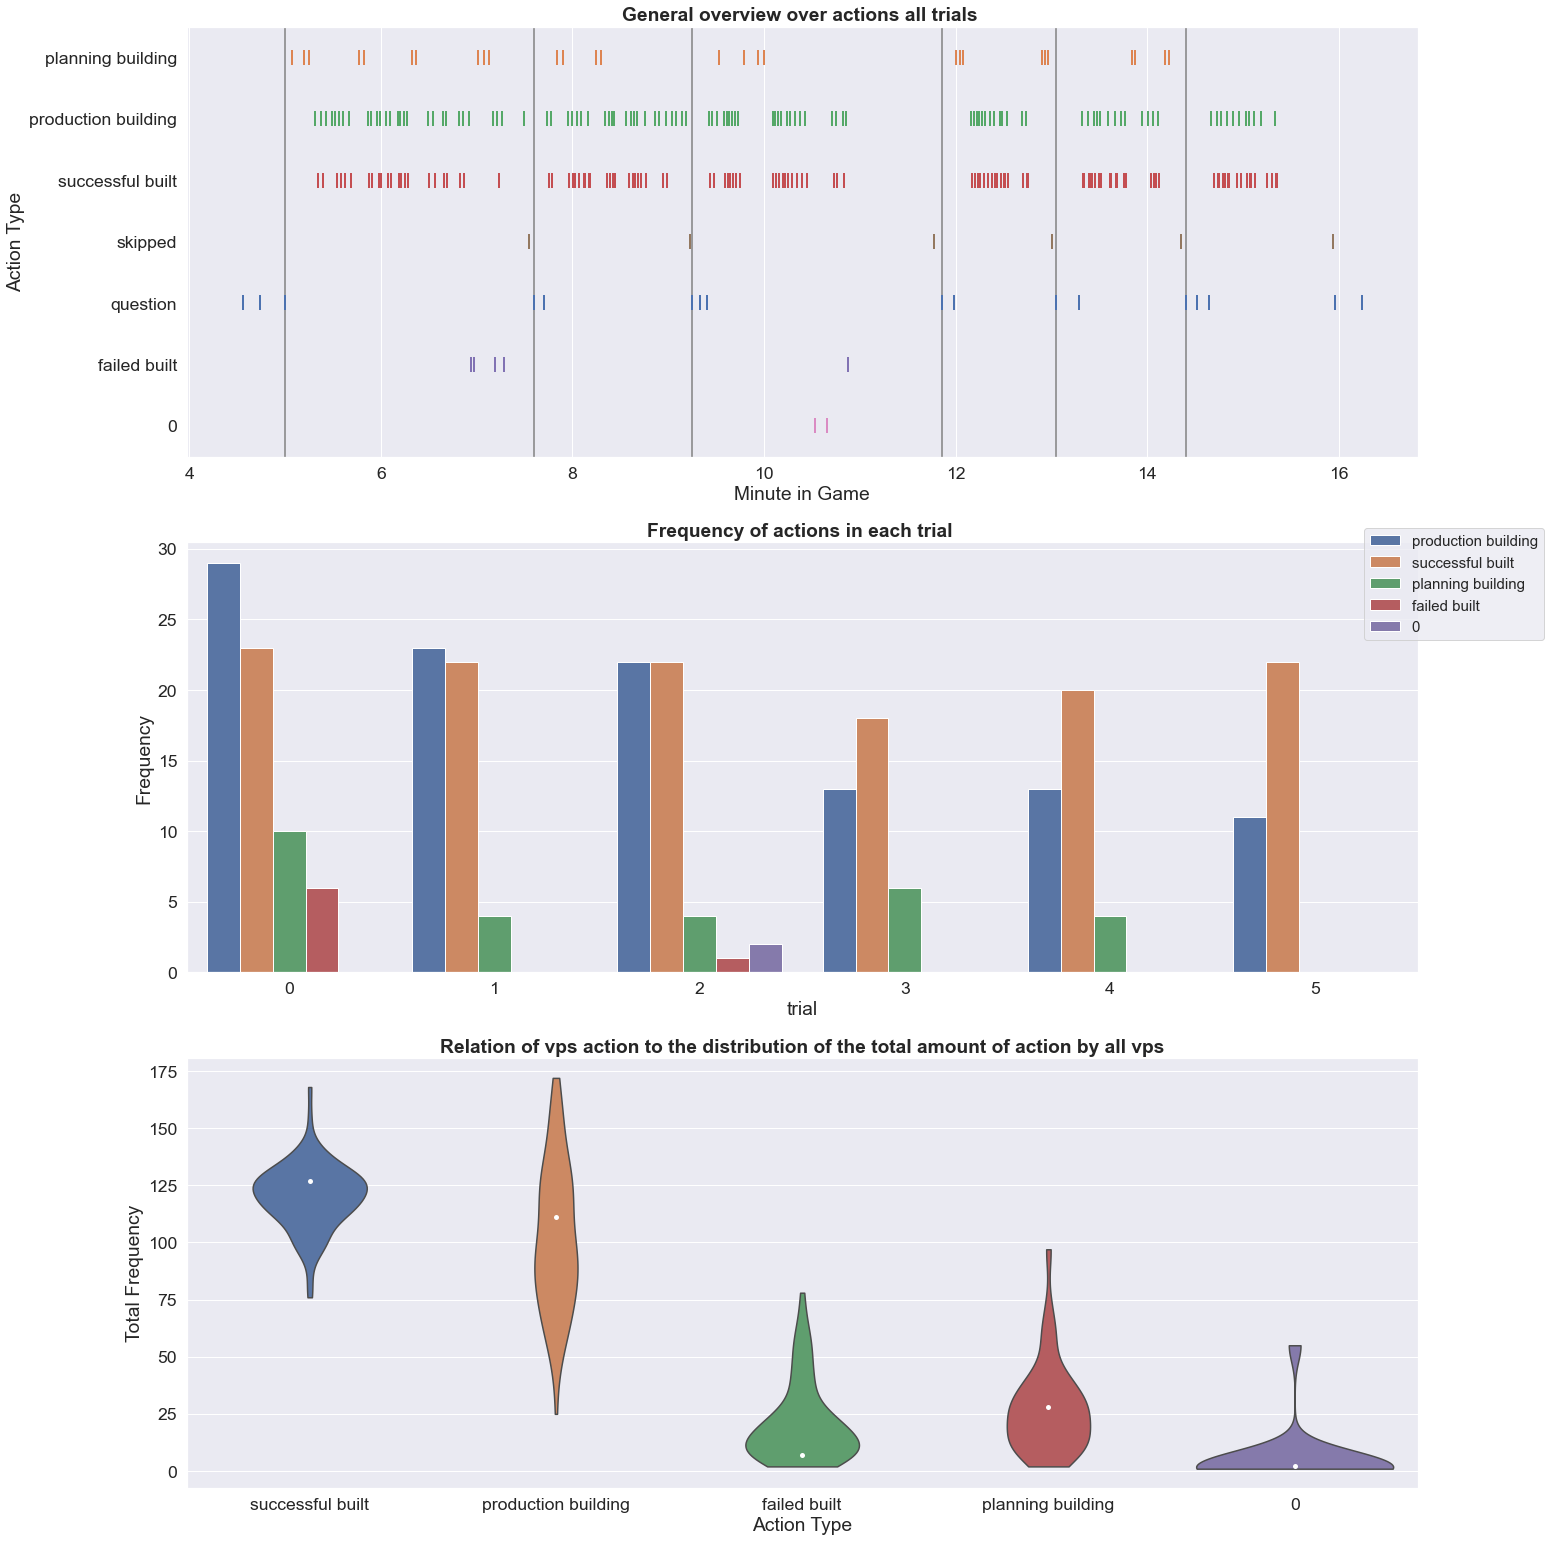 General overview over actions all trials
planning building
production building
successful built
skipped
question
failed built
0
Action Type
4 6 8 10 12 14 16
Minute in Game
Frequency of actions in each trial
production building
successful built
planning building
failed built
0
30
25
20
15
10
5
0
Frequency
0 1 2 3 4 5
trial
Relation of vps action to the distribution of the total amount of action by all vps
175
150
125
100
75
50
25
0
Total Frequency
successful built production building failed built planning building 0
Action Type